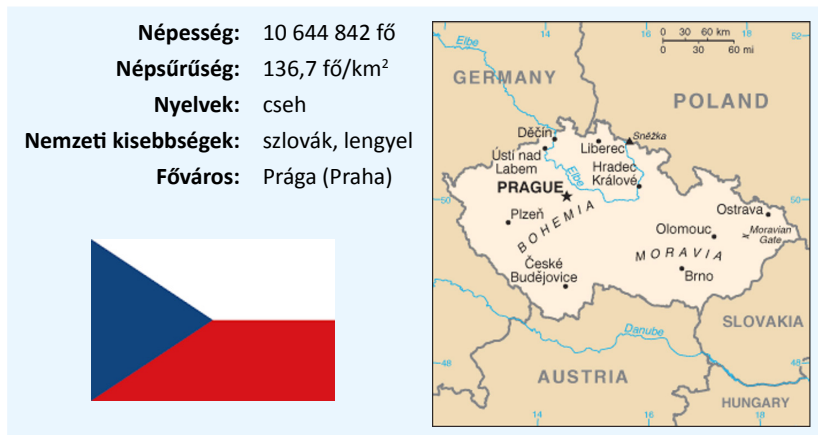 Népesség: 10 644 842 fő
Népsűrűség: 136,7 fő/km²
Nyelvek: cseh
Nemzeti kisebbségek: szlovák, lengyel
Főváros: Prága (Praha)
14
16
0 30 60 km
0 30 60 mi
18
52
Elbe
GERMANY
POLAND
Děčín
Liberec
Sněžka
Ústí nad
Labem
Hradec
Králové
Elbe
PRAGUE
50
50
Plzeň
BOHEMIA
Ostrava
Olomouc
Moravian
Gate
MORAVIA
České
Budějovice
Brno
SLOVAKIA
Danube
48
48
AUSTRIA
HUNGARY
14
16
18